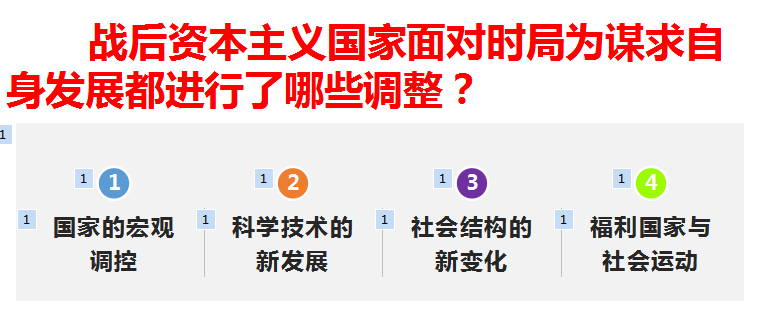 战后资本主义国家面对时局为谋求自
身发展都进行了哪些调整？
1
1 1 1 2 1 3 1 4
1 国家的宏观 1 科学技术的 1 社会结构的 1 福利国家与
调控 新发展 新变化 社会运动